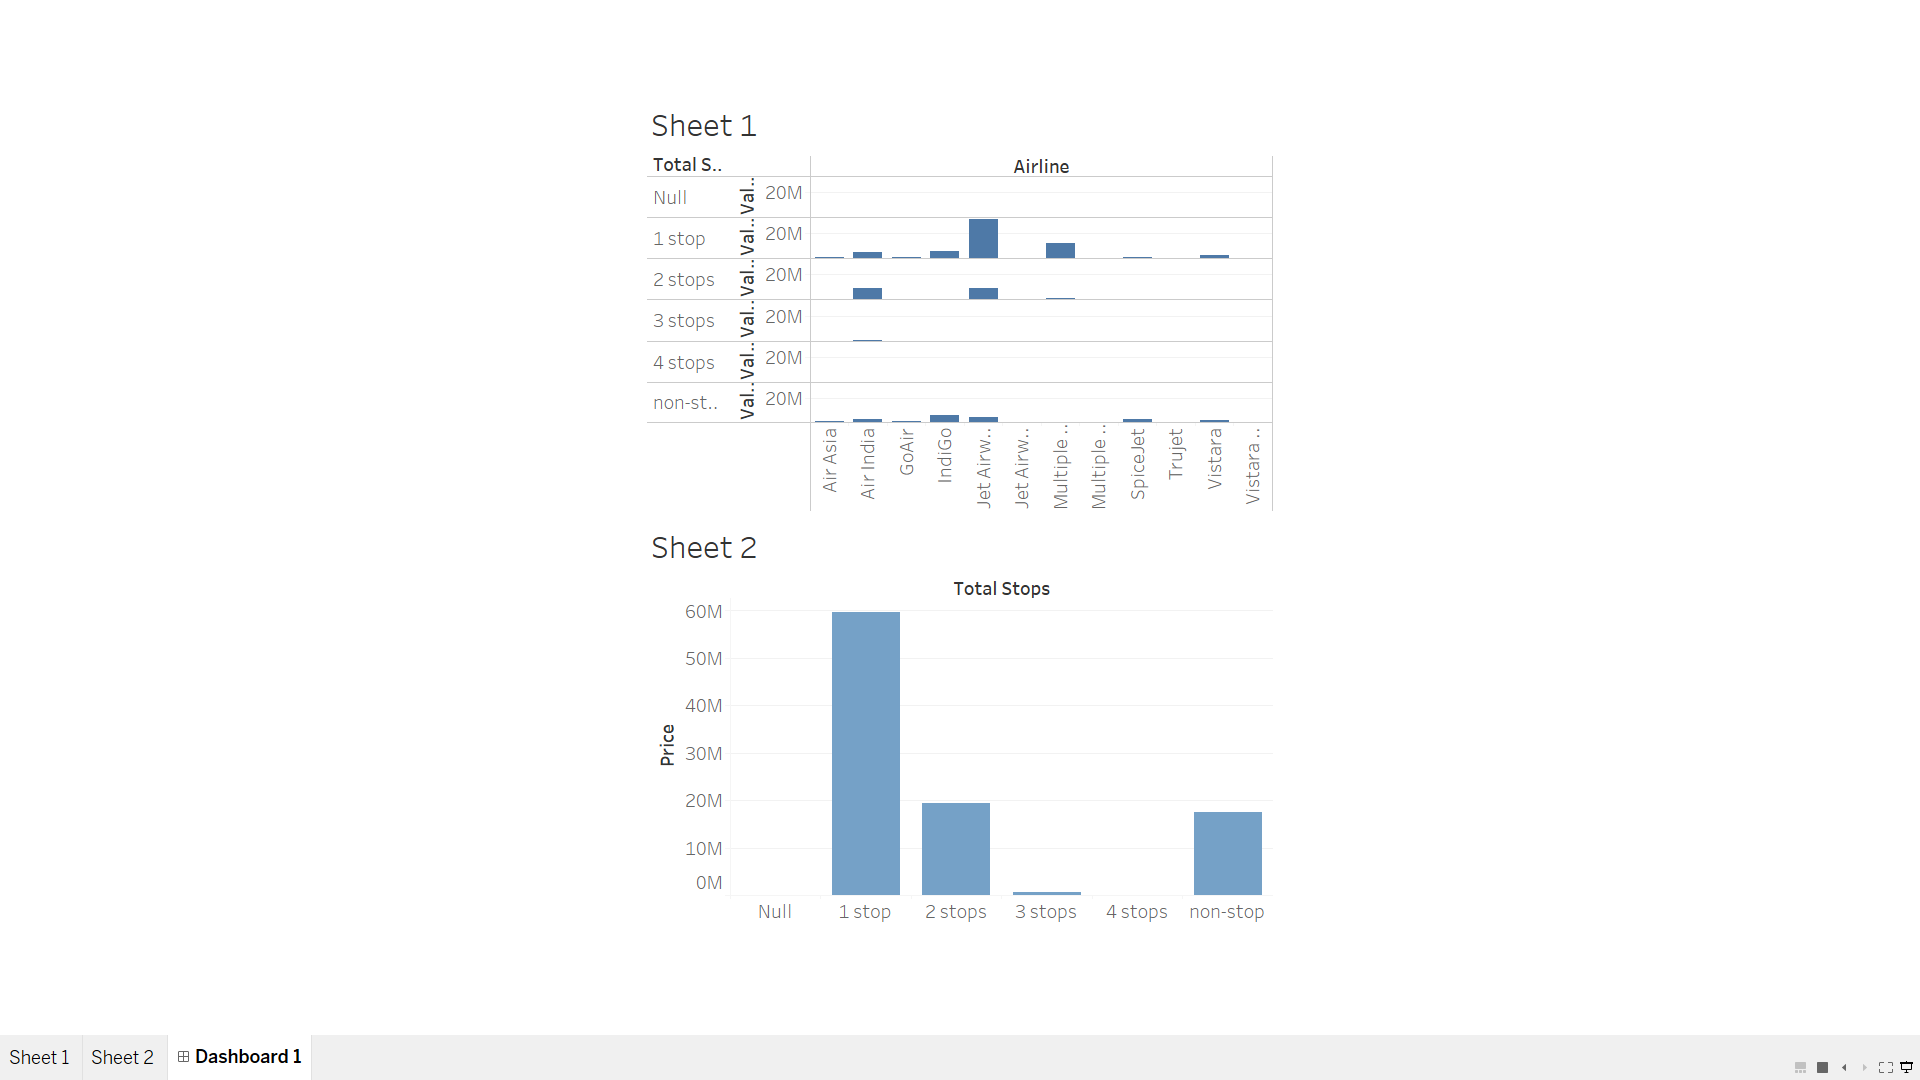 Sheet 1
Total S..
Airline
Null
Val..
20M
1 stop
Val..
20M
2 stops
Val..
20M
3 stops
Val..
20M
4 stops
Val..
20M
non-st..
Val..
20M
Air Asia
Air India
GoAir
IndiGo
Jet Airw..
Jet Airw..
Multiple ..
Multiple ..
SpiceJet
Trujet
Vistara
Vistara ..
Sheet 2
Total Stops
Price
60M
50M
40M
30M
20M
10M
0M
Null 1 stop 2 stops 3 stops 4 stops non-stop
Sheet 1 Sheet 2 Dashboard 1